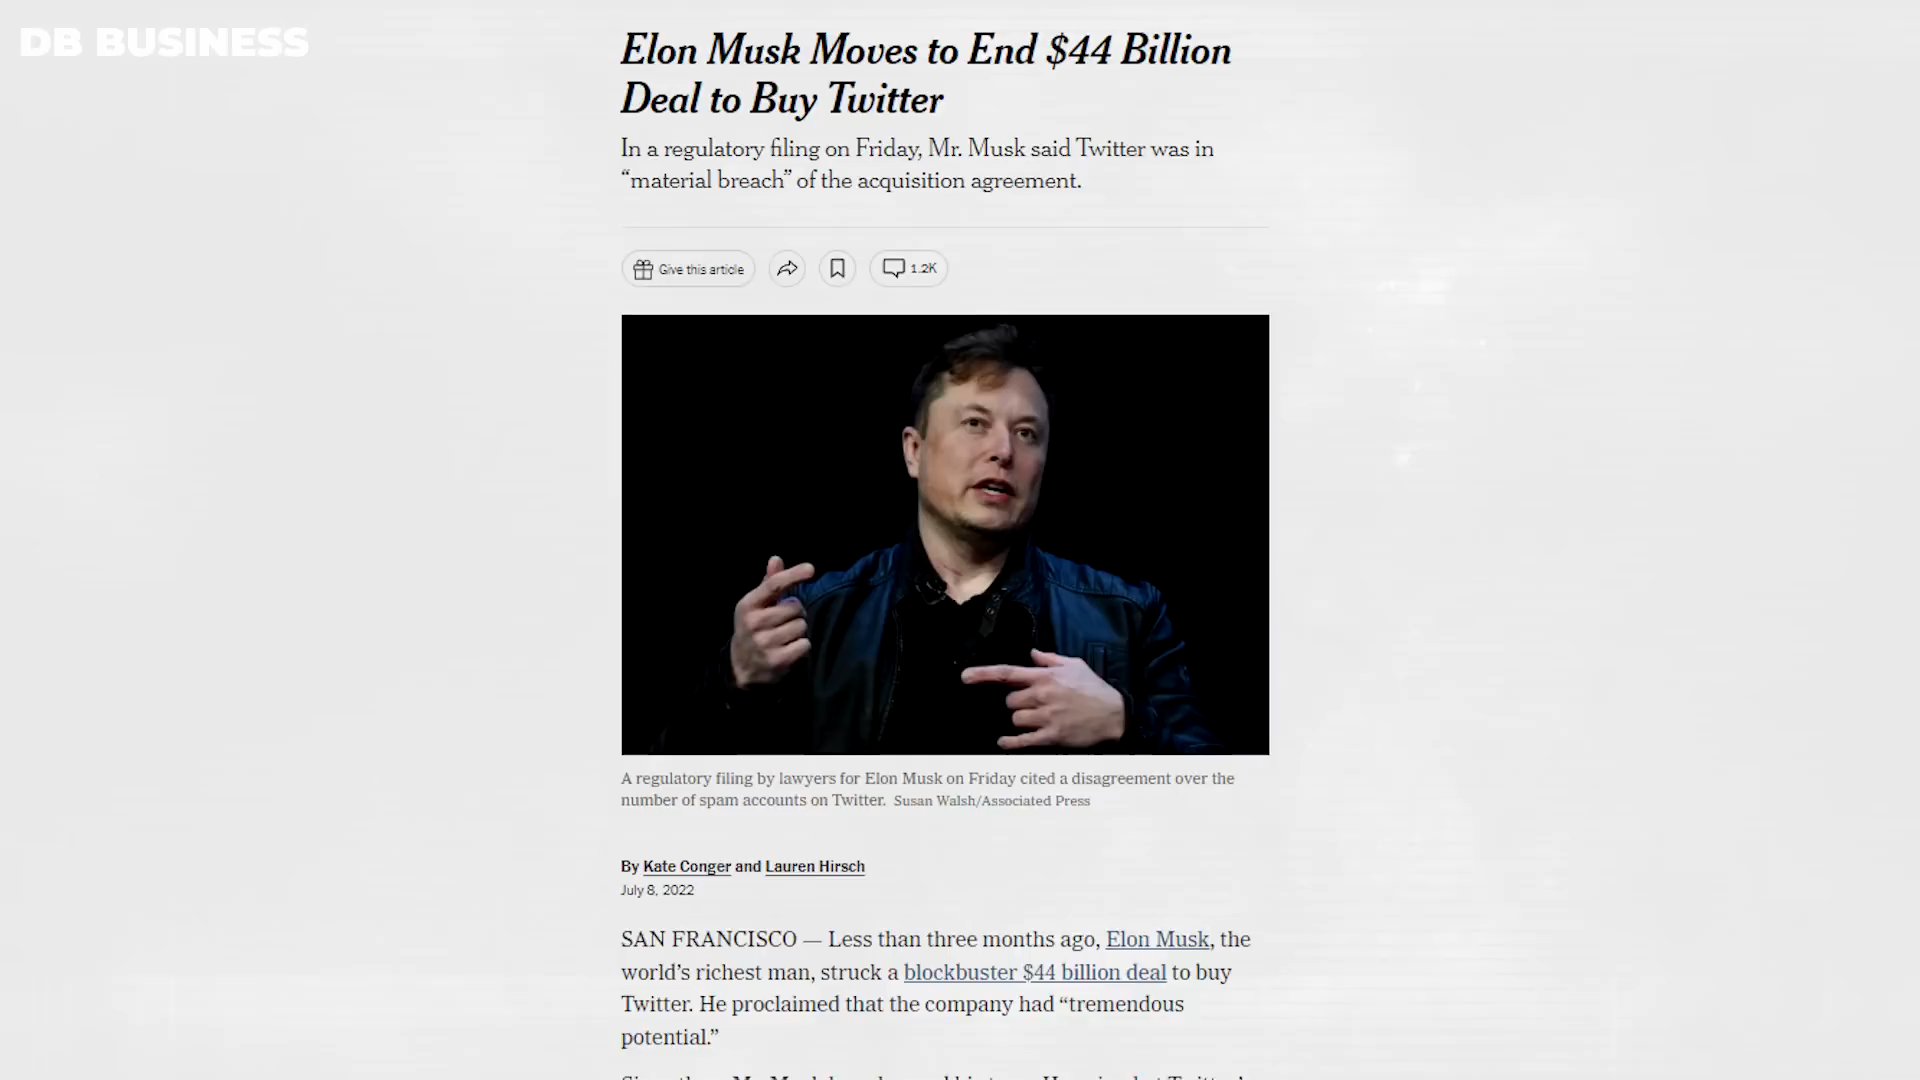 DB BUSINESS
Elon Musk Moves to End $44 Billion
Deal to Buy Twitter
In a regulatory filing on Friday, Mr. Musk said Twitter was in
“material breach” of the acquisition agreement.
Give this article
1.2K
A regulatory filing by lawyers for Elon Musk on Friday cited a disagreement over the
number of spam accounts on Twitter. Susan Walsh/Associated Press
By Kate Conger and Lauren Hirsch
July 8, 2022
SAN FRANCISCO — Less than three months ago, Elon Musk, the
world’s richest man, struck a blockbuster $44 billion deal to buy
Twitter. He proclaimed that the company had “tremendous
potential.”